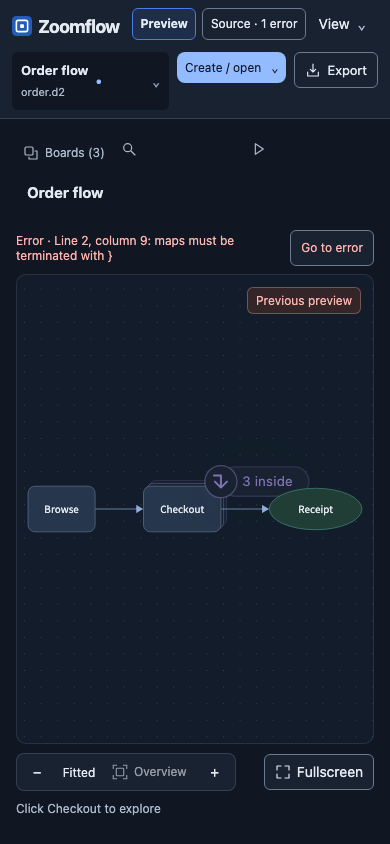 Zoomflow
Preview
Source · 1 error
View
Order flow
order.d2
Create / open
Export
Boards (3)
Order flow
Error · Line 2, column 9: maps must be
terminated with }
Go to error
Previous preview
3 inside
Browse
Checkout
Receipt
− Fitted Overview +
Fullscreen
Click Checkout to explore